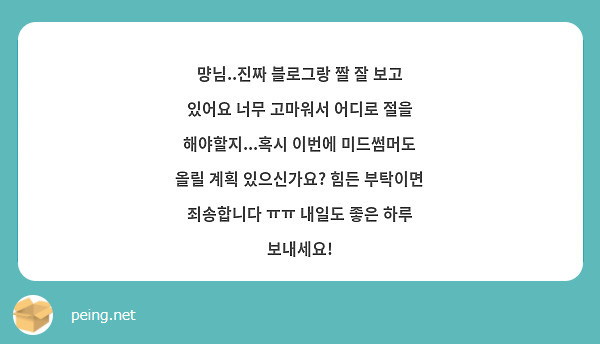 먄님..진짜 블로그랑 짤 잘 보고
있어요 너무 고마워서 어디로 절을
해야할지...혹시 이번에 미드썸머도
올릴 계획 있으신가요? 힘든 부탁이면
죄송합니다 ㅠㅠ 내일도 좋은 하루
보내세요!
peing.net